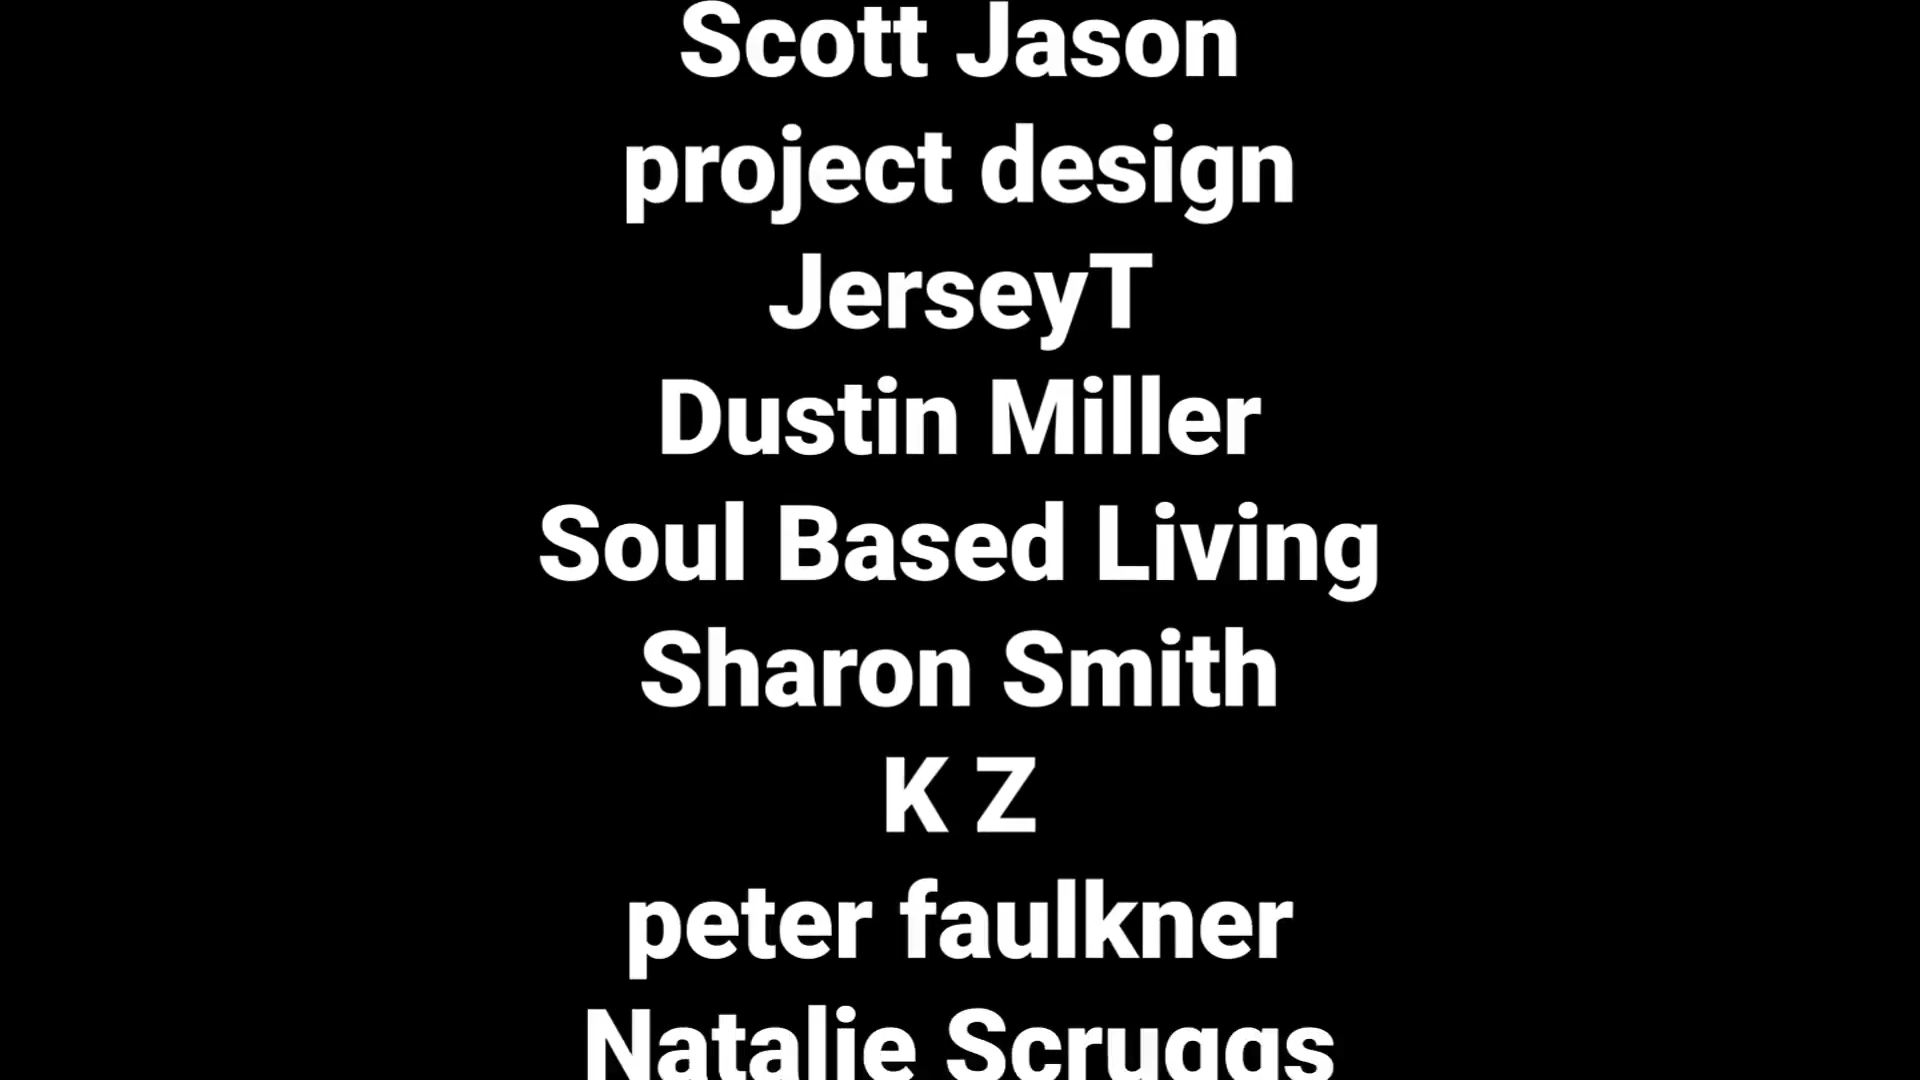 Scott Jason
project design
JerseyT
Dustin Miller
Soul Based Living
Sharon Smith
K Z
peter faulkner
Natalie Scruggs